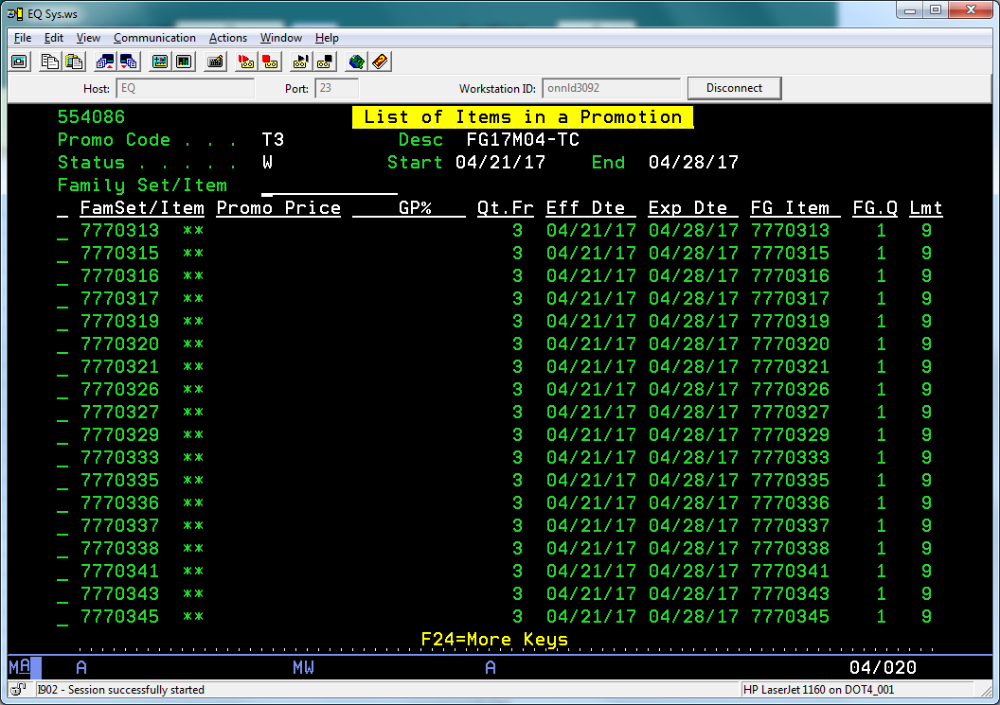 EQ Sys.ws
File Edit View Communication Actions Window Help
Host: EQ Port: 23 Workstation ID: onnld3092 Disconnect
554086 List of Items in a Promotion
Promo Code . . . T3 Desc FG17M04-TC
Status . . . . . W Start 04/21/17 End 04/28/17
Family Set/Item
FamSet/Item Promo Price GP% Qt.Fr Eff Dte Exp Dte FG Item FG.Q Lmt
_ 7770313 ** 3 04/21/17 04/28/17 7770313 1 9
_ 7770315 ** 3 04/21/17 04/28/17 7770315 1 9
_ 7770316 ** 3 04/21/17 04/28/17 7770316 1 9
_ 7770317 ** 3 04/21/17 04/28/17 7770317 1 9
_ 7770319 ** 3 04/21/17 04/28/17 7770319 1 9
_ 7770320 ** 3 04/21/17 04/28/17 7770320 1 9
_ 7770321 ** 3 04/21/17 04/28/17 7770321 1 9
_ 7770326 ** 3 04/21/17 04/28/17 7770326 1 9
_ 7770327 ** 3 04/21/17 04/28/17 7770327 1 9
_ 7770329 ** 3 04/21/17 04/28/17 7770329 1 9
_ 7770333 ** 3 04/21/17 04/28/17 7770333 1 9
_ 7770335 ** 3 04/21/17 04/28/17 7770335 1 9
_ 7770336 ** 3 04/21/17 04/28/17 7770336 1 9
_ 7770337 ** 3 04/21/17 04/28/17 7770337 1 9
_ 7770338 ** 3 04/21/17 04/28/17 7770338 1 9
_ 7770341 ** 3 04/21/17 04/28/17 7770341 1 9
_ 7770343 ** 3 04/21/17 04/28/17 7770343 1 9
_ 7770345 ** 3 04/21/17 04/28/17 7770345 1 9
F24=More Keys
MA A MW A 04/020
I902 - Session successfully started HP LaserJet 1160 on DOT4_001